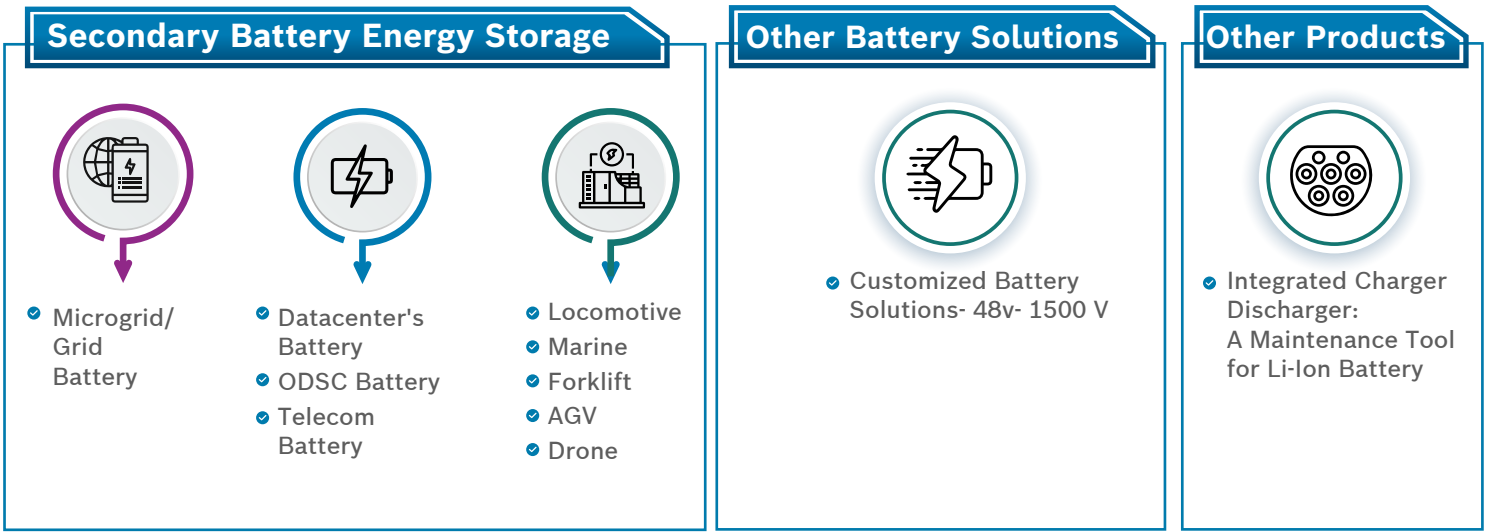 Secondary Battery Energy Storage
Microgrid/
Grid
Battery
Datacenter's
Battery
ODSC Battery
Telecom
Battery
Locomotive
Marine
Forklift
AGV
Drone
Other Battery Solutions
Customized Battery
Solutions- 48v- 1500 V
Other Products
Integrated Charger
Discharger:
A Maintenance Tool
for Li-Ion Battery